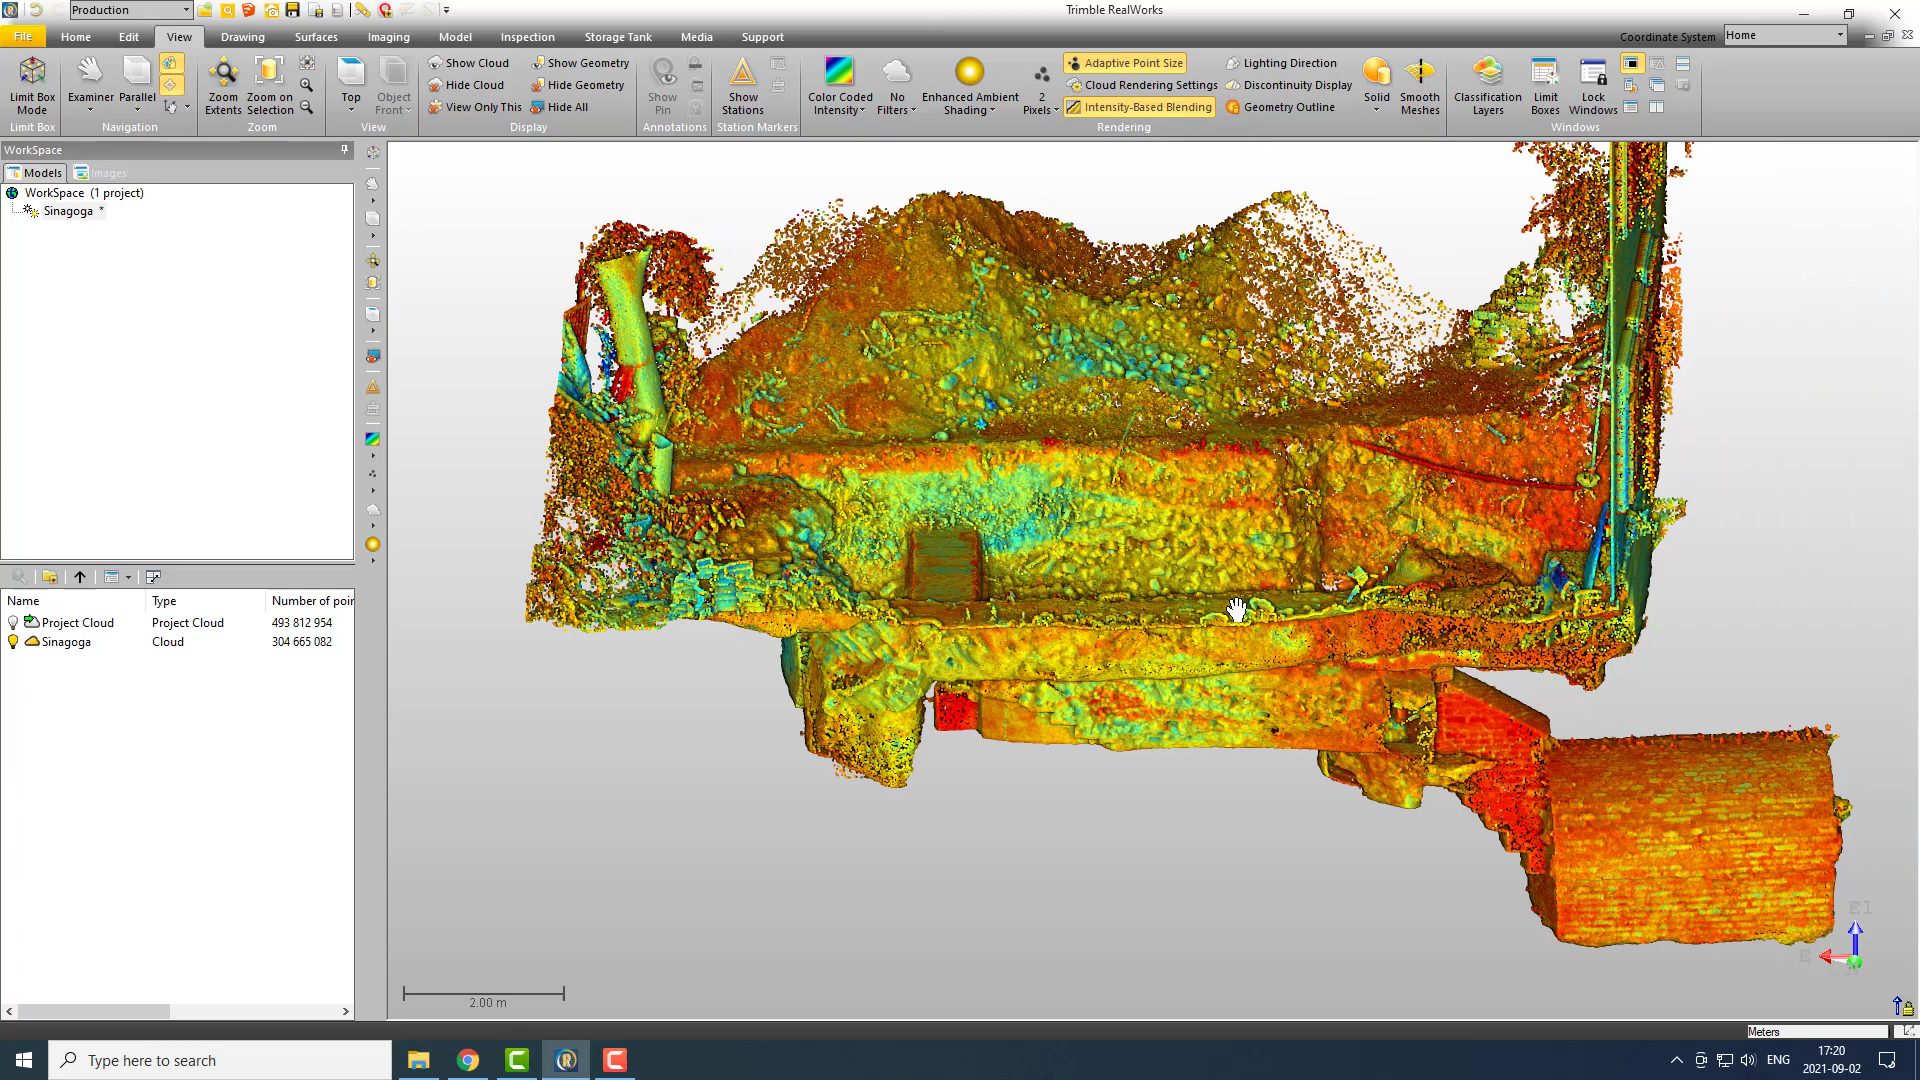 Production
Trimble RealWorks
File Home Edit View Drawing Surfaces Imaging Model Inspection Storage Tank Media Support
Coordinate System Home
Limit Box Mode
Limit Box
Examiner
Parallel
Navigation
Zoom Extents
Zoom on Selection
Zoom
Top
Object Front
View
Show Cloud
Hide Cloud
View Only This
Show Geometry
Hide Geometry
Hide All
Display
Show Pin
Annotations
Show Stations
Station Markers
Color Coded Intensity
No Filters
Enhanced Ambient Shading
2 Pixels
Adaptive Point Size
Cloud Rendering Settings
Intensity-Based Blending
Lighting Direction
Discontinuity Display
Geometry Outline
Solid
Smooth Meshes
Rendering
Classification Layers
Limit Boxes
Lock Windows
Windows
WorkSpace
Models Images
WorkSpace (1 project)
Sinagoga *
Name Type Number of poir
Project Cloud Project Cloud 493 812 954
Sinagoga Cloud 304 665 082
2.00 m
El
E
Meters
Type here to search
ENG
17:20
2021-09-02